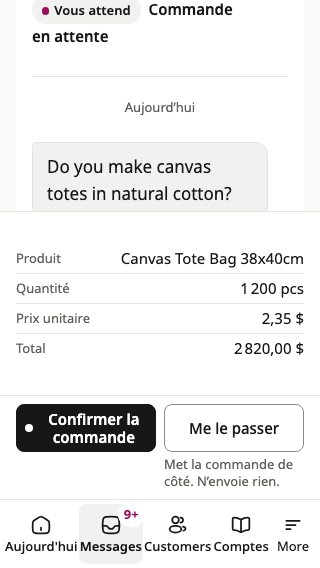 Vous attend Commande
en attente
Aujourd’hui
Do you make canvas
totes in natural cotton?
Produit Canvas Tote Bag 38x40cm
Quantité 1 200 pcs
Prix unitaire 2,35 $
Total 2 820,00 $
Confirmer la
commande
Me le passer
Met la commande de
côté. N’envoie rien.
9+
Aujourd'hui Messages Customers Comptes More